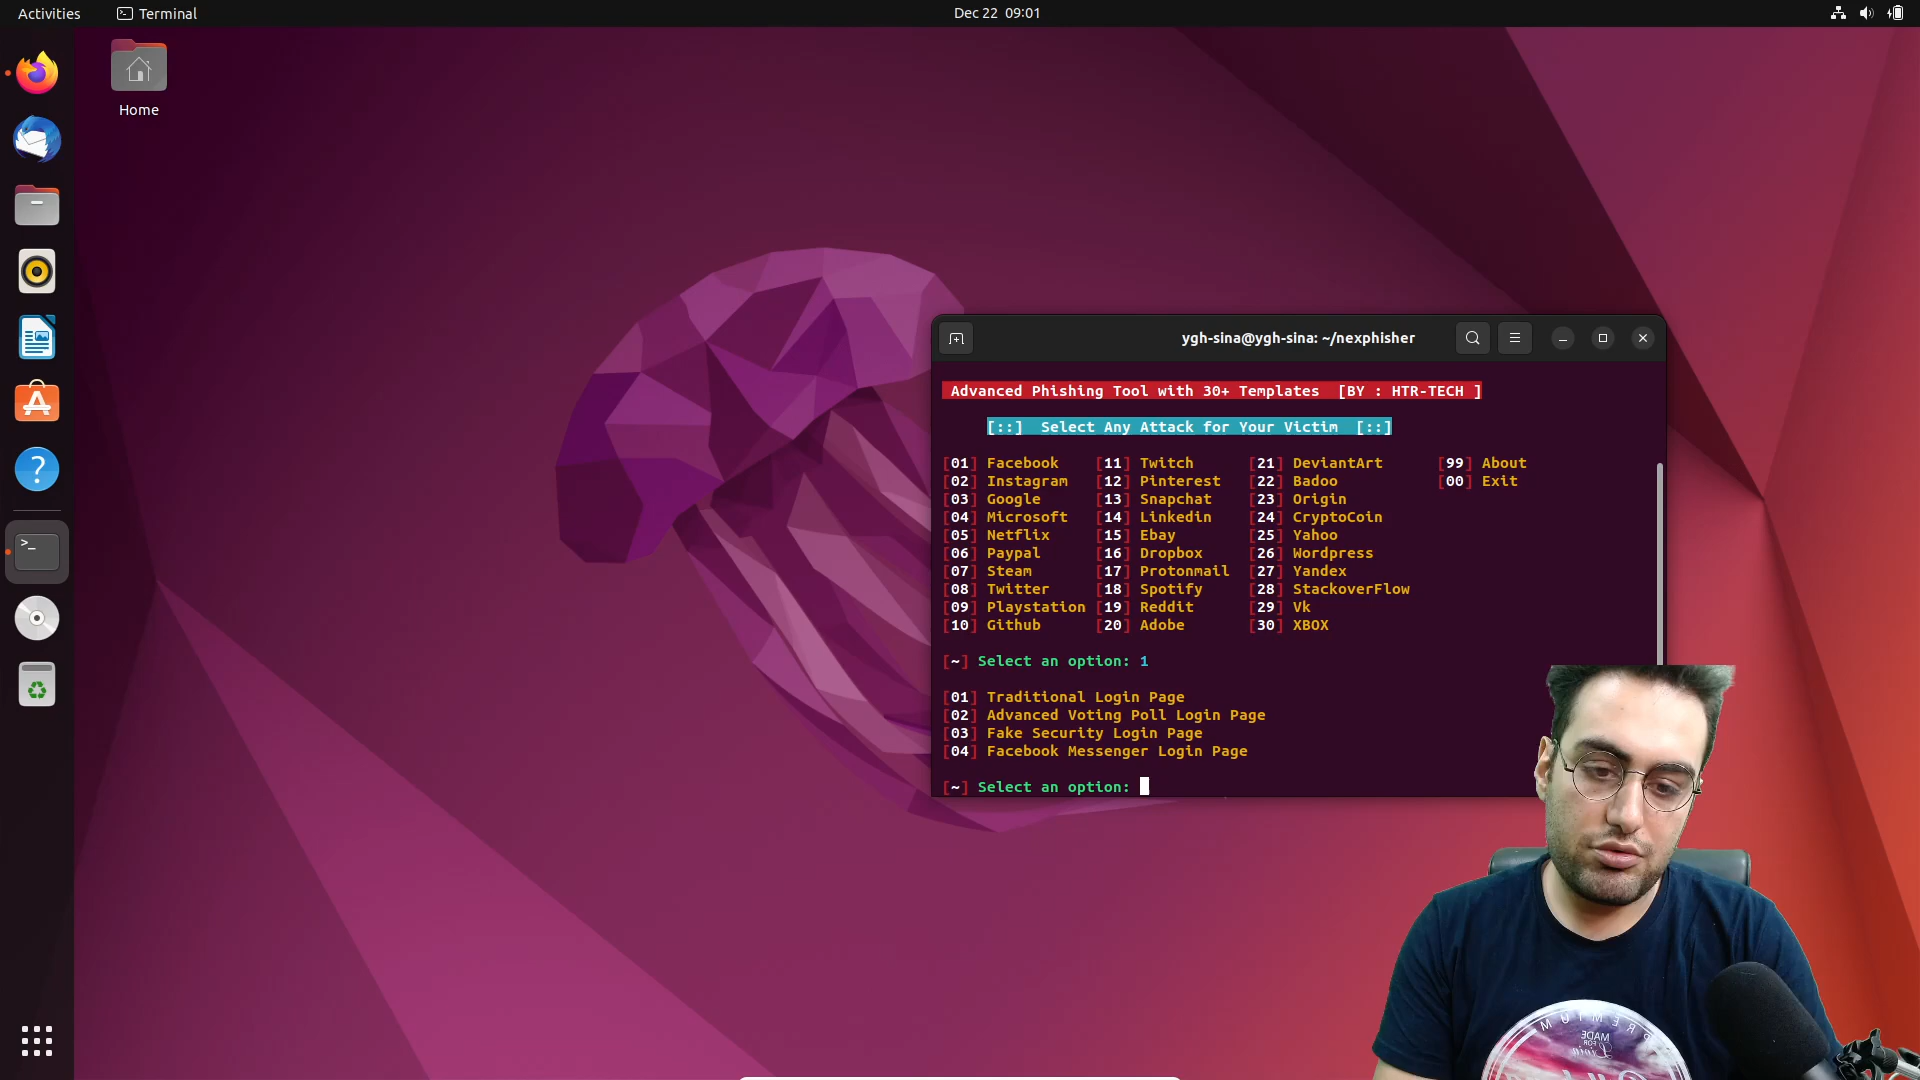 Activities
Terminal
Dec 22 09:01
Home
ygh-sina@ygh-sina: ~/nexphisher
Advanced Phishing Tool with 30+ Templates [BY : HTR-TECH ]
[::] Select Any Attack for Your Victim [::]
[01] Facebook [11] Twitch [21] DeviantArt [99] About
[02] Instagram [12] Pinterest [22] Badoo [00] Exit
[03] Google [13] Snapchat [23] Origin
[04] Microsoft [14] Linkedin [24] CryptoCoin
[05] Netflix [15] Ebay [25] Yahoo
[06] Paypal [16] Dropbox [26] Wordpress
[07] Steam [17] Protonmail [27] Yandex
[08] Twitter [18] Spotify [28] StackoverFlow
[09] Playstation [19] Reddit [29] Vk
[10] Github [20] Adobe [30] XBOX
[~] Select an option: 1
[01] Traditional Login Page
[02] Advanced Voting Poll Login Page
[03] Fake Security Login Page
[04] Facebook Messenger Login Page
[~] Select an option:
PREMIUM
MADE
FOR